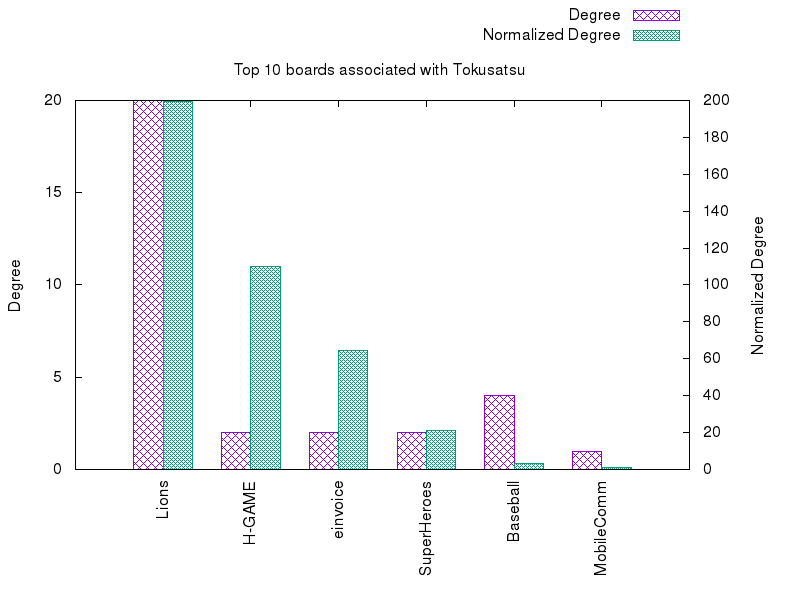 Degree
Normalized Degree
Top 10 boards associated with Tokusatsu
20
15
10
5
0
Degree
200
180
160
140
120
100
80
60
40
20
0
Normalized Degree
Lions
H-GAME
einvoice
SuperHeroes
Baseball
MobileComm